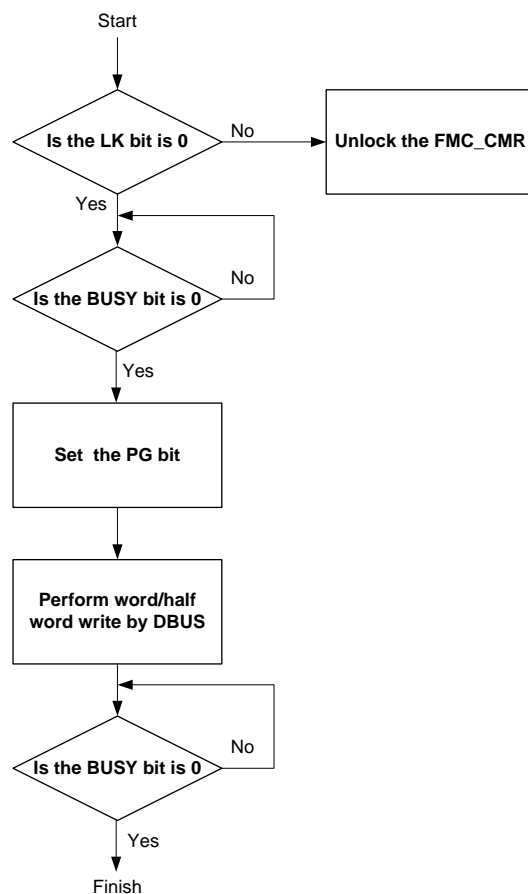 Start
Is the LK bit is 0
No
Unlock the FMC_CMR
Yes
Is the BUSY bit is 0
No
Yes
Set the PG bit
Perform word/half
word write by DBUS
Is the BUSY bit is 0
No
Yes
Finish